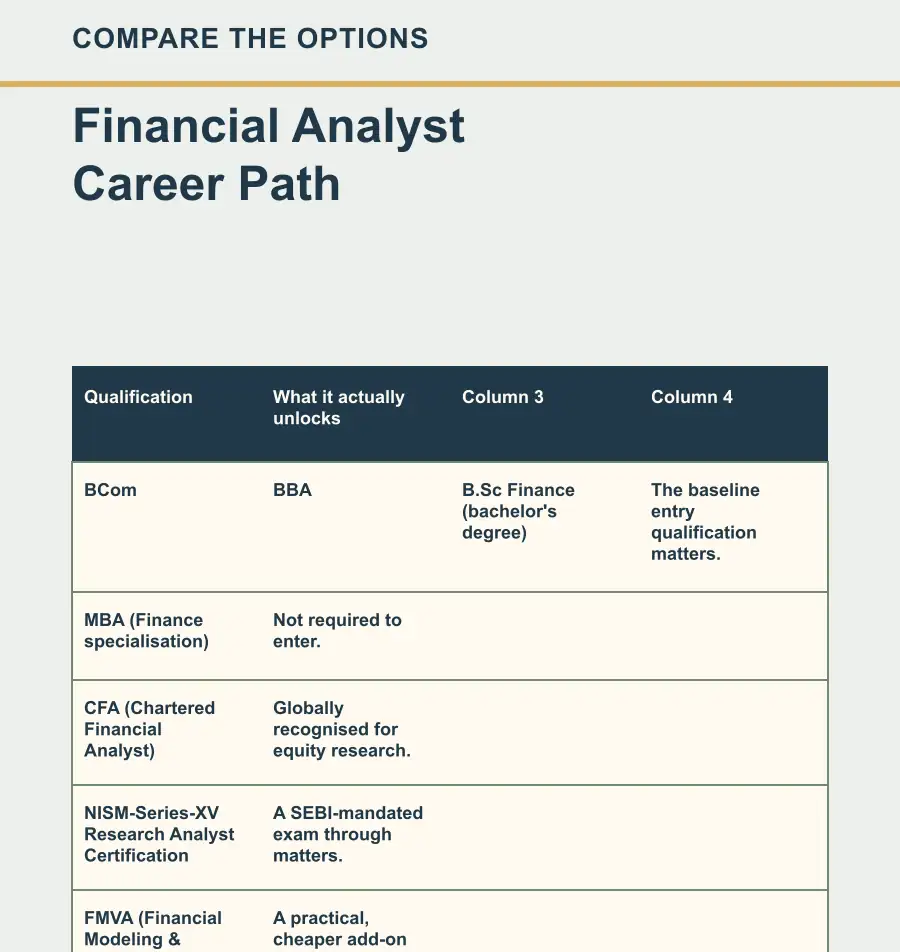 COMPARE THE OPTIONS
Financial Analyst
Career Path
Qualification
What it actually
unlocks
Column 3
Column 4
BCom
BBA
B.Sc Finance
(bachelor's
degree)
The baseline
entry
qualification
matters.
MBA (Finance
specialisation)
Not required to
enter.
CFA (Chartered
Financial
Analyst)
Globally
recognised for
equity research.
NISM-Series-XV
Research Analyst
Certification
A SEBI-mandated
exam through
matters.
FMVA (Financial
Modeling &
A practical,
cheaper add-on